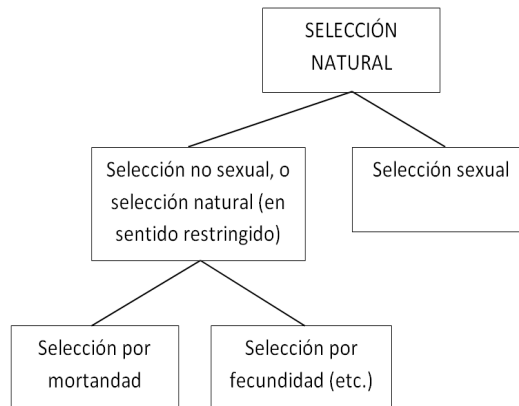 SELECCIÓN
NATURAL
Selección no sexual, o
selección natural (en
sentido restringido)
Selección sexual
Selección por
mortandad
Selección por
fecundidad (etc.)